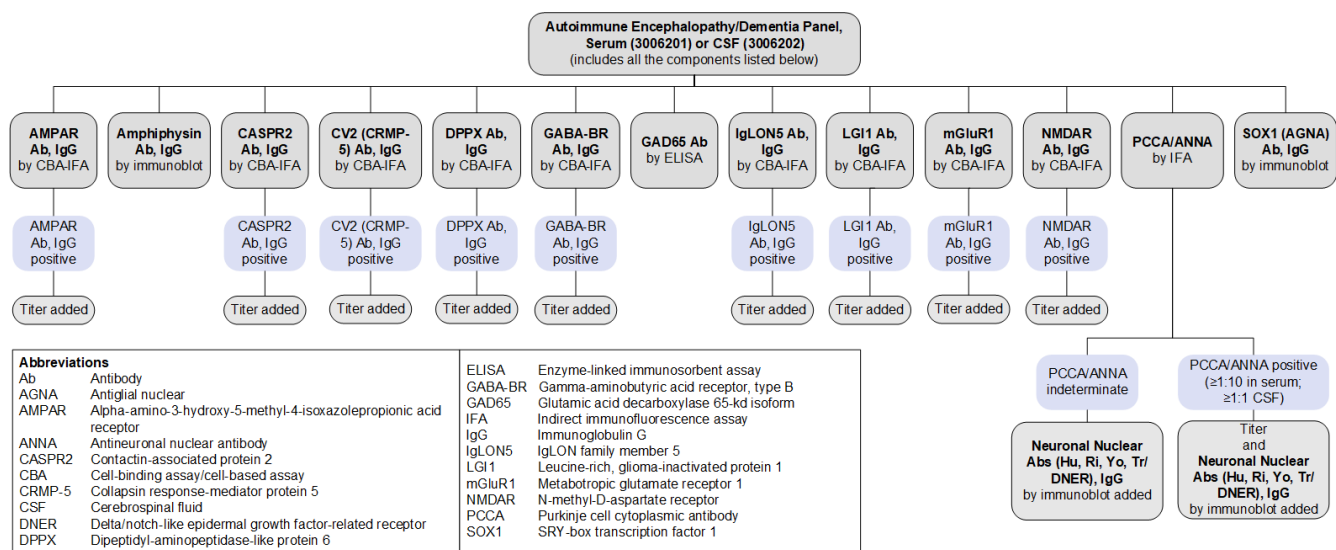 Autoimmune Encephalopathy/Dementia Panel,
Serum (3006201) or CSF (3006202)
(includes all the components listed below)
AMPAR
Ab, IgG
by CBA-IFA
Amphiphysin
Ab, IgG
by immunoblot
CASPR2
Ab, IgG
by CBA-IFA
CV2 (CRMP-
5) Ab, IgG
by CBA-IFA
DPPX Ab,
IgG
by CBA-IFA
GABA-BR
Ab, IgG
by CBA-IFA
GAD65 Ab
by ELISA
IgLON5 Ab,
IgG
by CBA-IFA
LGI1 Ab,
IgG
by CBA-IFA
mGluR1
Ab, IgG
by CBA-IFA
NMDAR
Ab, IgG
by CBA-IFA
PCCA/ANNA
by IFA
SOX1 (AGNA)
Ab, IgG
by immunoblot
AMPAR
Ab, IgG
positive
CASPR2
Ab, IgG
positive
CV2 (CRMP-
5) Ab, IgG
positive
DPPX Ab,
IgG
positive
GABA-BR
Ab, IgG
positive
IgLON5
Ab, IgG
positive
LGI1 Ab,
IgG
positive
mGluR1
Ab, IgG
positive
NMDAR
Ab, IgG
positive
Titer added
Titer added
Titer added
Titer added
Titer added
Titer added
Titer added
Titer added
Titer added
PCCA/ANNA
indeterminate
PCCA/ANNA positive
(≥1:10 in serum;
≥1:1 CSF)
Neuronal Nuclear
Abs (Hu, Ri, Yo, Tr/
DNER), IgG
by immunoblot added
Titer
and
Neuronal Nuclear
Abs (Hu, Ri, Yo, Tr/
DNER), IgG
by immunoblot added
Abbreviations
Ab Antibody
AGNA Antiglial nuclear
AMPAR Alpha-amino-3-hydroxy-5-methyl-4-isoxazolepropionic acid
receptor
ANNA Antineuronal nuclear antibody
CASPR2 Contactin-associated protein 2
CBA Cell-binding assay/cell-based assay
CRMP-5 Collapsin response-mediator protein 5
CSF Cerebrospinal fluid
DNER Delta/notch-like epidermal growth factor-related receptor
DPPX Dipeptidyl-aminopeptidase-like protein 6
ELISA Enzyme-linked immunosorbent assay
GABA-BR Gamma-aminobutyric acid receptor, type B
GAD65 Glutamic acid decarboxylase 65-kd isoform
IFA Indirect immunofluorescence assay
IgG Immunoglobulin G
IgLON5 IgLON family member 5
LGI1 Leucine-rich, glioma-inactivated protein 1
mGluR1 Metabotropic glutamate receptor 1
NMDAR N-methyl-D-aspartate receptor
PCCA Purkinje cell cytoplasmic antibody
SOX1 SRY-box transcription factor 1